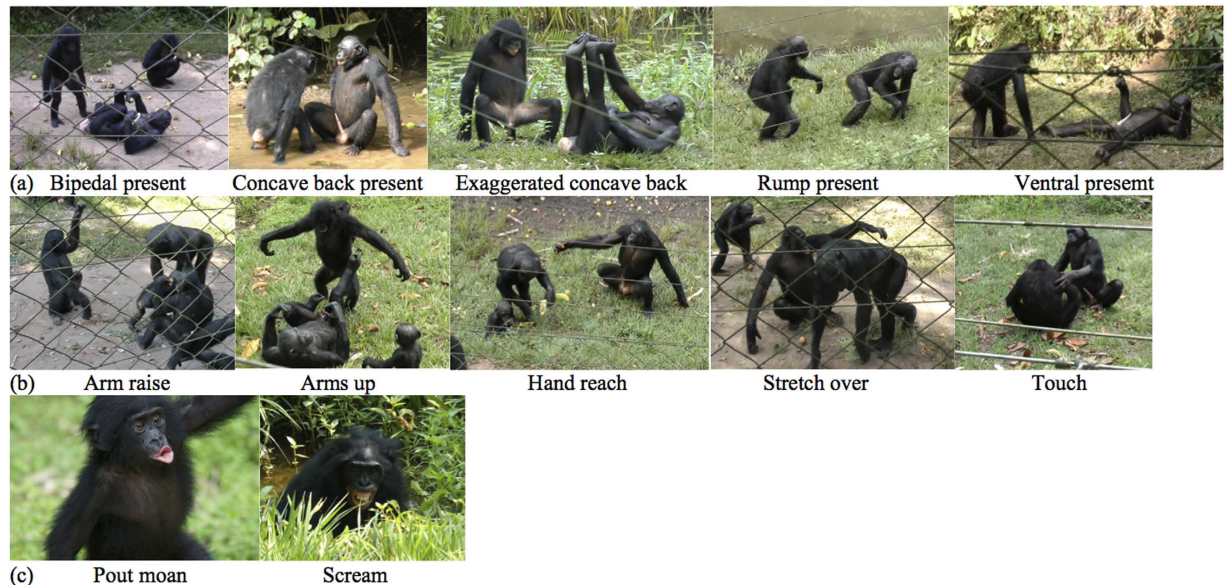 (a) Bipedal present Concave back present Exaggerated concave back Rump present Ventral presemt
(b) Arm raise Arms up Hand reach Stretch over Touch
(c) Pout moan Scream